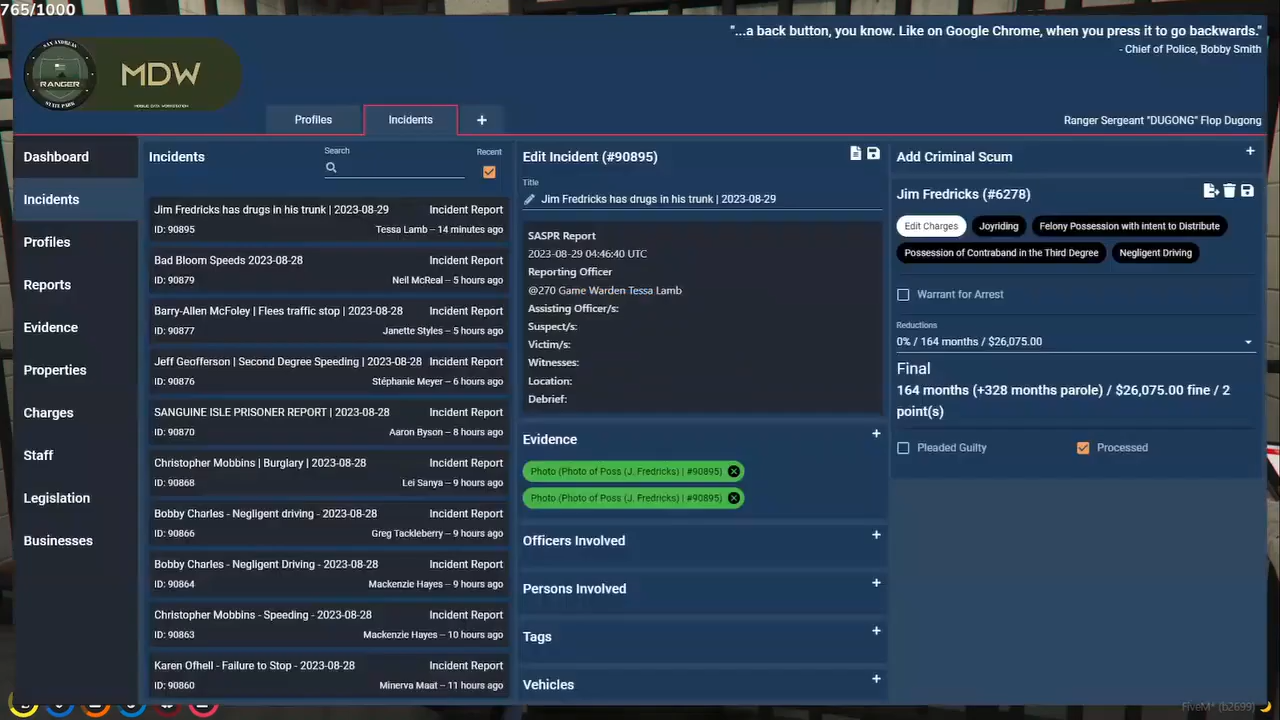 765/1000
"...a back button, you know. Like on Google Chrome, when you press it to go backwards."
- Chief of Police, Bobby Smith
SAN ANDREAS
RANGER
STATE PARK
MDW
MOBILE DATA WORKSTATION
Profiles
Incidents
+
Ranger Sergeant "DUGONG" Flop Dugong
Dashboard
Incidents
Profiles
Reports
Evidence
Properties
Charges
Staff
Legislation
Businesses
Incidents
Search
Recent
Jim Fredricks has drugs in his trunk | 2023-08-29 Incident Report
ID: 90895 Tessa Lamb – 14 minutes ago
Bad Bloom Speeds 2023-08-28 Incident Report
ID: 90879 Neil McReal – 5 hours ago
Barry-Allen McFoley | Flees traffic stop | 2023-08-28 Incident Report
ID: 90877 Janette Styles – 5 hours ago
Jeff Geofferson | Second Degree Speeding | 2023-08-28 Incident Report
ID: 90876 Stéphanie Meyer – 6 hours ago
SANGUINE ISLE PRISONER REPORT | 2023-08-28 Incident Report
ID: 90870 Aaron Byson – 8 hours ago
Christopher Mobbins | Burglary | 2023-08-28 Incident Report
ID: 90868 Lei Sanya – 9 hours ago
Bobby Charles - Negligent driving - 2023-08-28 Incident Report
ID: 90866 Greg Tackleberry – 9 hours ago
Bobby Charles - Negligent Driving - 2023-08-28 Incident Report
ID: 90864 Mackenzie Hayes – 9 hours ago
Christopher Mobbins - Speeding - 2023-08-28 Incident Report
ID: 90863 Mackenzie Hayes – 10 hours ago
Karen Ofhell - Failure to Stop - 2023-08-28 Incident Report
ID: 90860 Minerva Maat – 11 hours ago
Edit Incident (#90895)
Title
Jim Fredricks has drugs in his trunk | 2023-08-29
SASPR Report
2023-08-29 04:46:40 UTC
Reporting Officer
@270 Game Warden Tessa Lamb
Assisting Officer/s:
Suspect/s:
Victim/s:
Witnesses:
Location:
Debrief:
Evidence +
Photo (Photo of Poss (J. Fredricks) | #90895)
Photo (Photo of Poss (J. Fredricks) | #90895)
Officers Involved +
Persons Involved +
Tags +
Vehicles +
Add Criminal Scum +
Jim Fredricks (#6278)
Edit Charges Joyriding Felony Possession with Intent to Distribute
Possession of Contraband in the Third Degree Negligent Driving
Warrant for Arrest
Reductions
0% / 164 months / $26,075.00
Final
164 months (+328 months parole) / $26,075.00 fine / 2
point(s)
Pleaded Guilty Processed
FiveM* (b2699)